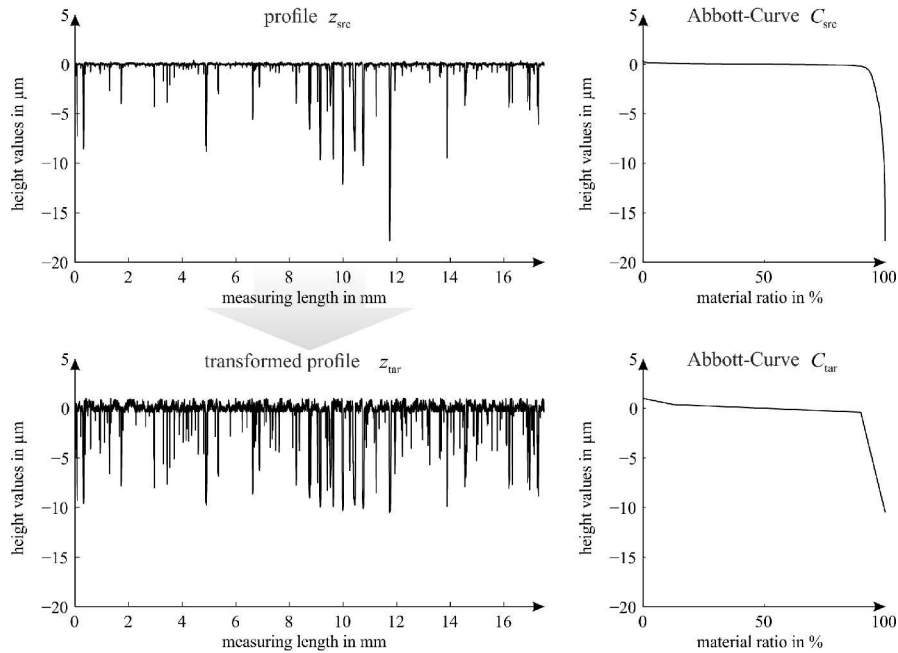 profile z_src
5
0
−5
−10
−15
−20
height values in µm
0 2 4 6 8 10 12 14 16
measuring length in mm
Abbott-Curve C_src
5
0
−5
−10
−15
−20
height values in µm
0 50 100
material ratio in %
transformed profile z_tar
5
0
−5
−10
−15
−20
height values in µm
0 2 4 6 8 10 12 14 16
measuring length in mm
Abbott-Curve C_tar
5
0
−5
−10
−15
−20
height values in µm
0 50 100
material ratio in %